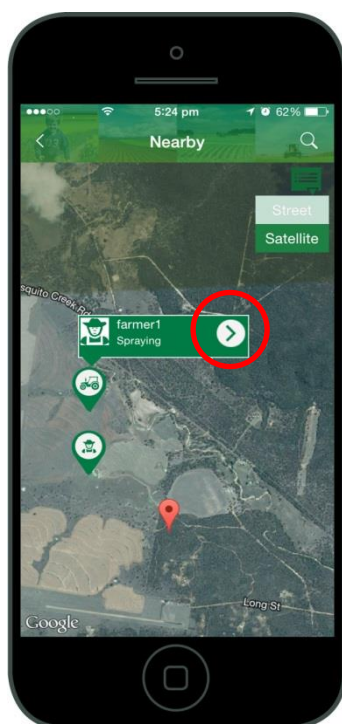 5:24 pm
62%
Nearby
Street
Satellite
squito Creek Rd
farmer1
Spraying
Long St
Google